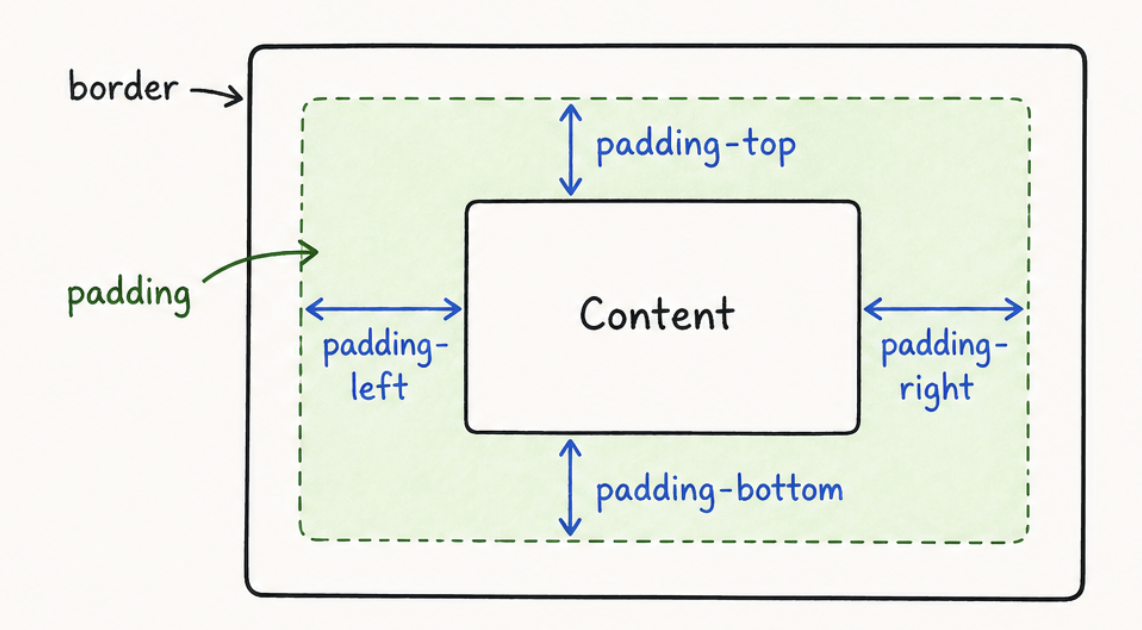 border
padding-top
padding
Content
padding-
left
padding-
right
padding-bottom